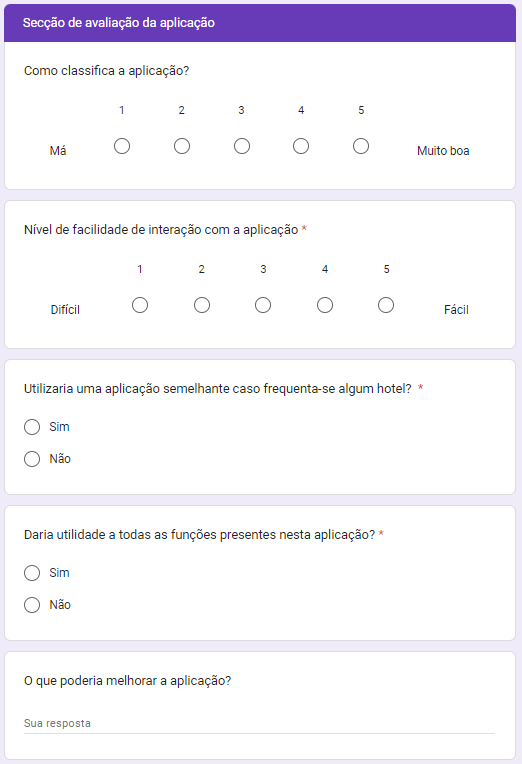 Secção de avaliação da aplicação
Como classifica a aplicação?
1 2 3 4 5
Má Muito boa
Nível de facilidade de interação com a aplicação *
1 2 3 4 5
Difícil Fácil
Utilizaria uma aplicação semelhante caso frequenta-se algum hotel? *
Sim
Não
Daria utilidade a todas as funções presentes nesta aplicação? *
Sim
Não
O que poderia melhorar a aplicação?
Sua resposta